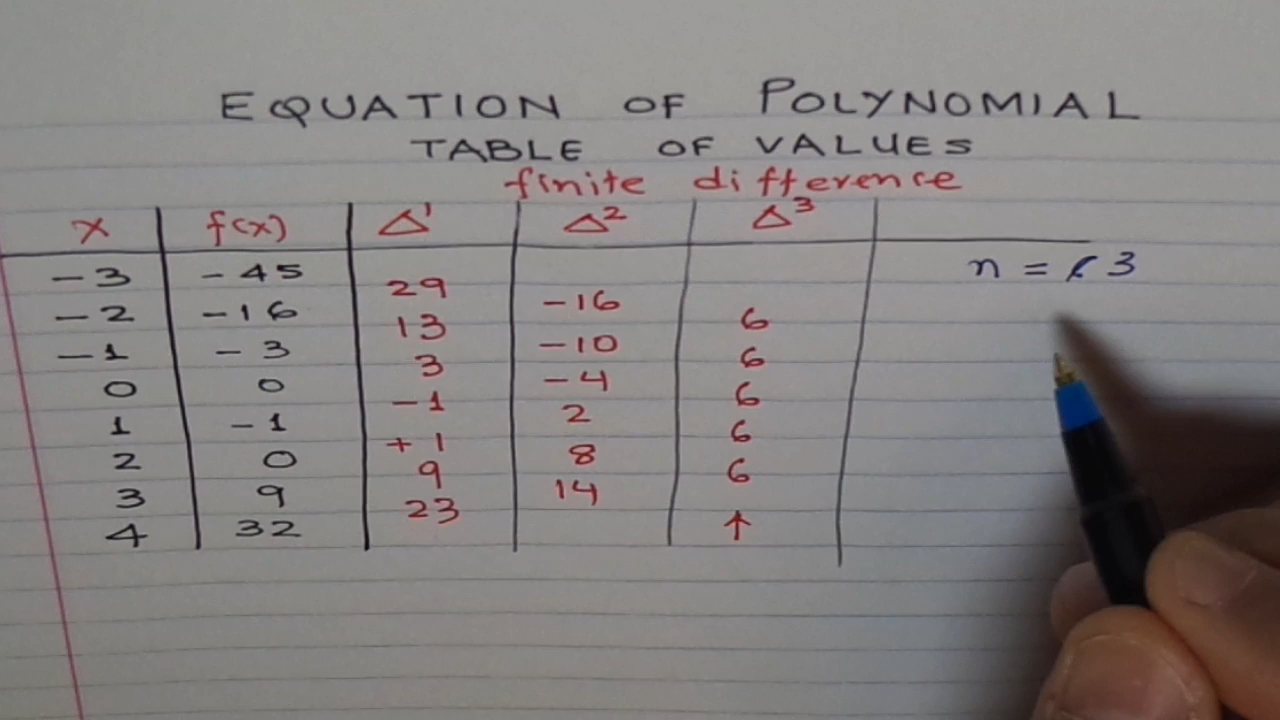 EQUATION OF POLYNOMIAL
TABLE OF VALUES
finite difference
x f(x) Δ¹ Δ² Δ³
n = 3
-3 -45
29
-2 -16 -16
13 6
-1 -3 -10
3 6
0 0 -4
-1 6
1 -1 2
+1 6
2 0 8
9 6
3 9 14
23
4 32 ↑